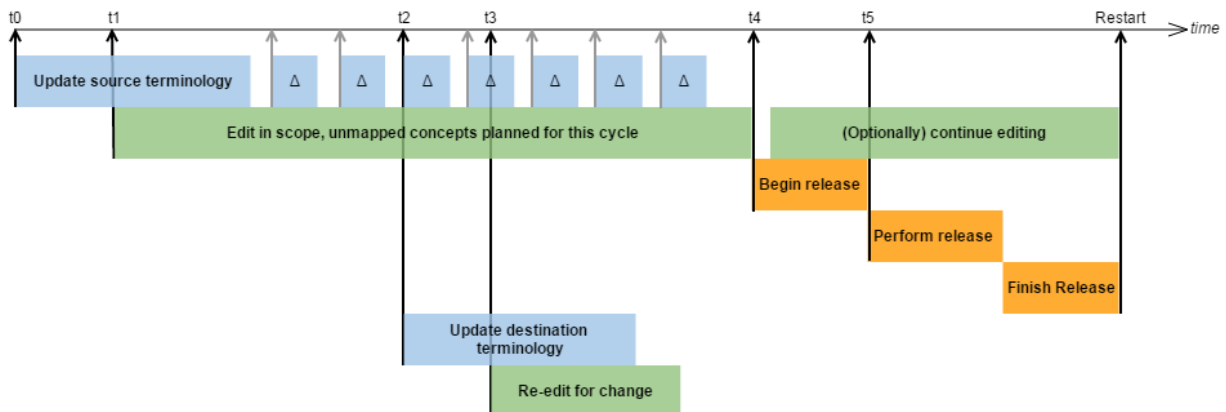 t0 t1 t2 t3 t4 t5 Restart
time
Update source terminology Δ Δ Δ Δ Δ Δ Δ
Edit in scope, unmapped concepts planned for this cycle (Optionally) continue editing
Begin release
Perform release
Finish Release
Update destination
terminology
Re-edit for change